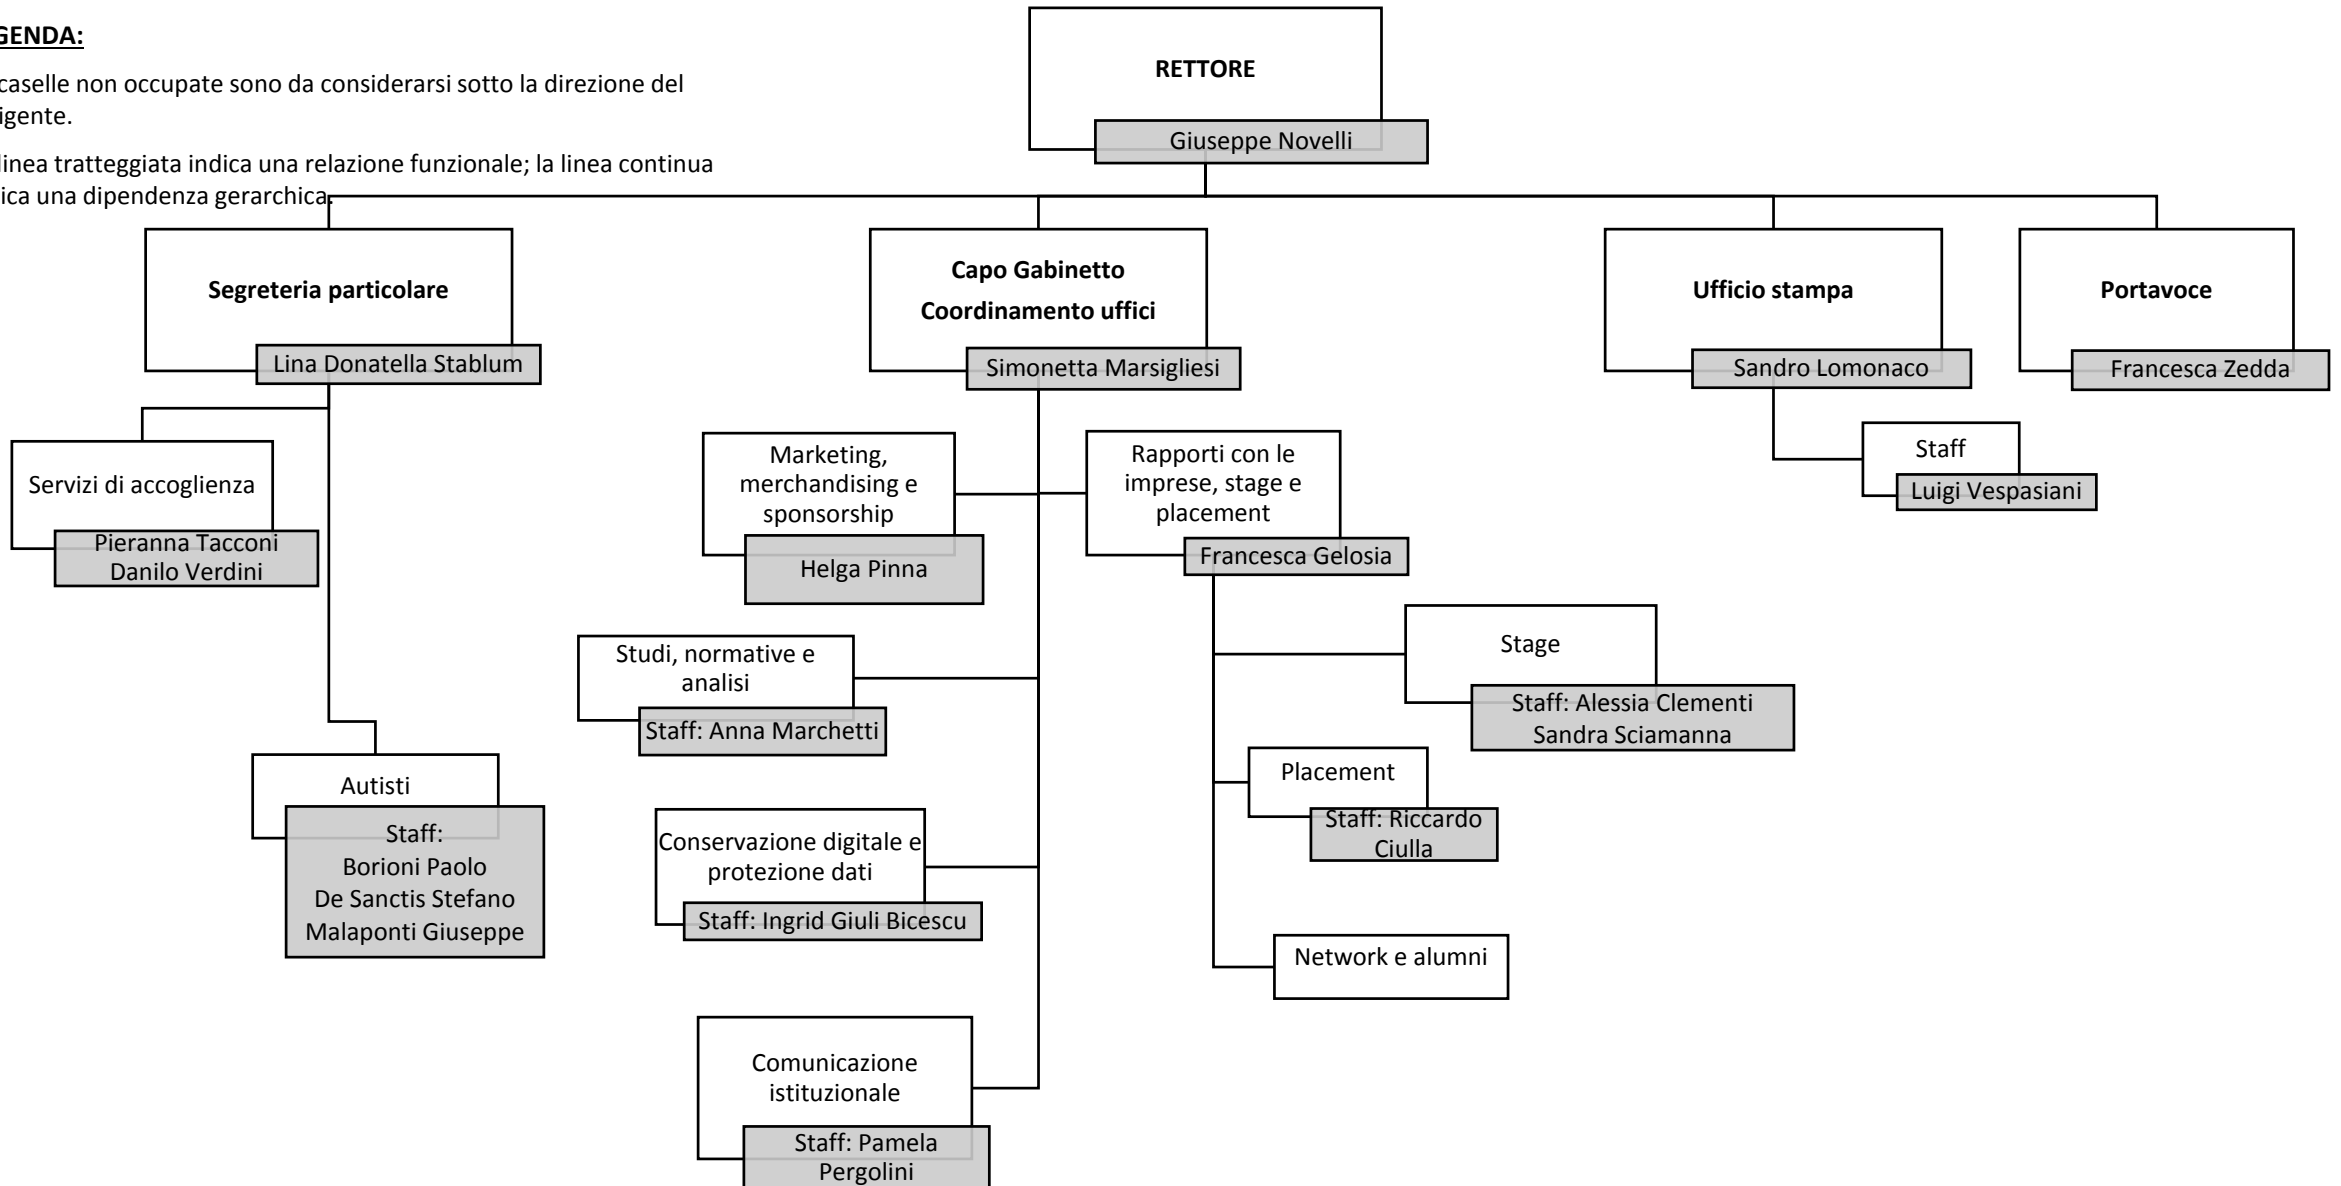 GENDA:
caselle non occupate sono da considerarsi sotto la direzione del
igente.
linea tratteggiata indica una relazione funzionale; la linea continua
ica una dipendenza gerarchica.
RETTORE
Giuseppe Novelli
Segreteria particolare
Lina Donatella Stablum
Capo Gabinetto
Coordinamento uffici
Simonetta Marsigliesi
Ufficio stampa
Sandro Lomonaco
Portavoce
Francesca Zedda
Staff
Luigi Vespasiani
Servizi di accoglienza
Pieranna Tacconi
Danilo Verdini
Autisti
Staff:
Borioni Paolo
De Sanctis Stefano
Malaponti Giuseppe
Marketing,
merchandising e
sponsorship
Helga Pinna
Rapporti con le
imprese, stage e
placement
Francesca Gelosia
Studi, normative e
analisi
Staff: Anna Marchetti
Conservazione digitale e
protezione dati
Staff: Ingrid Giuli Bicescu
Comunicazione
istituzionale
Staff: Pamela
Pergolini
Stage
Staff: Alessia Clementi
Sandra Sciamanna
Placement
Staff: Riccardo
Ciulla
Network e alumni